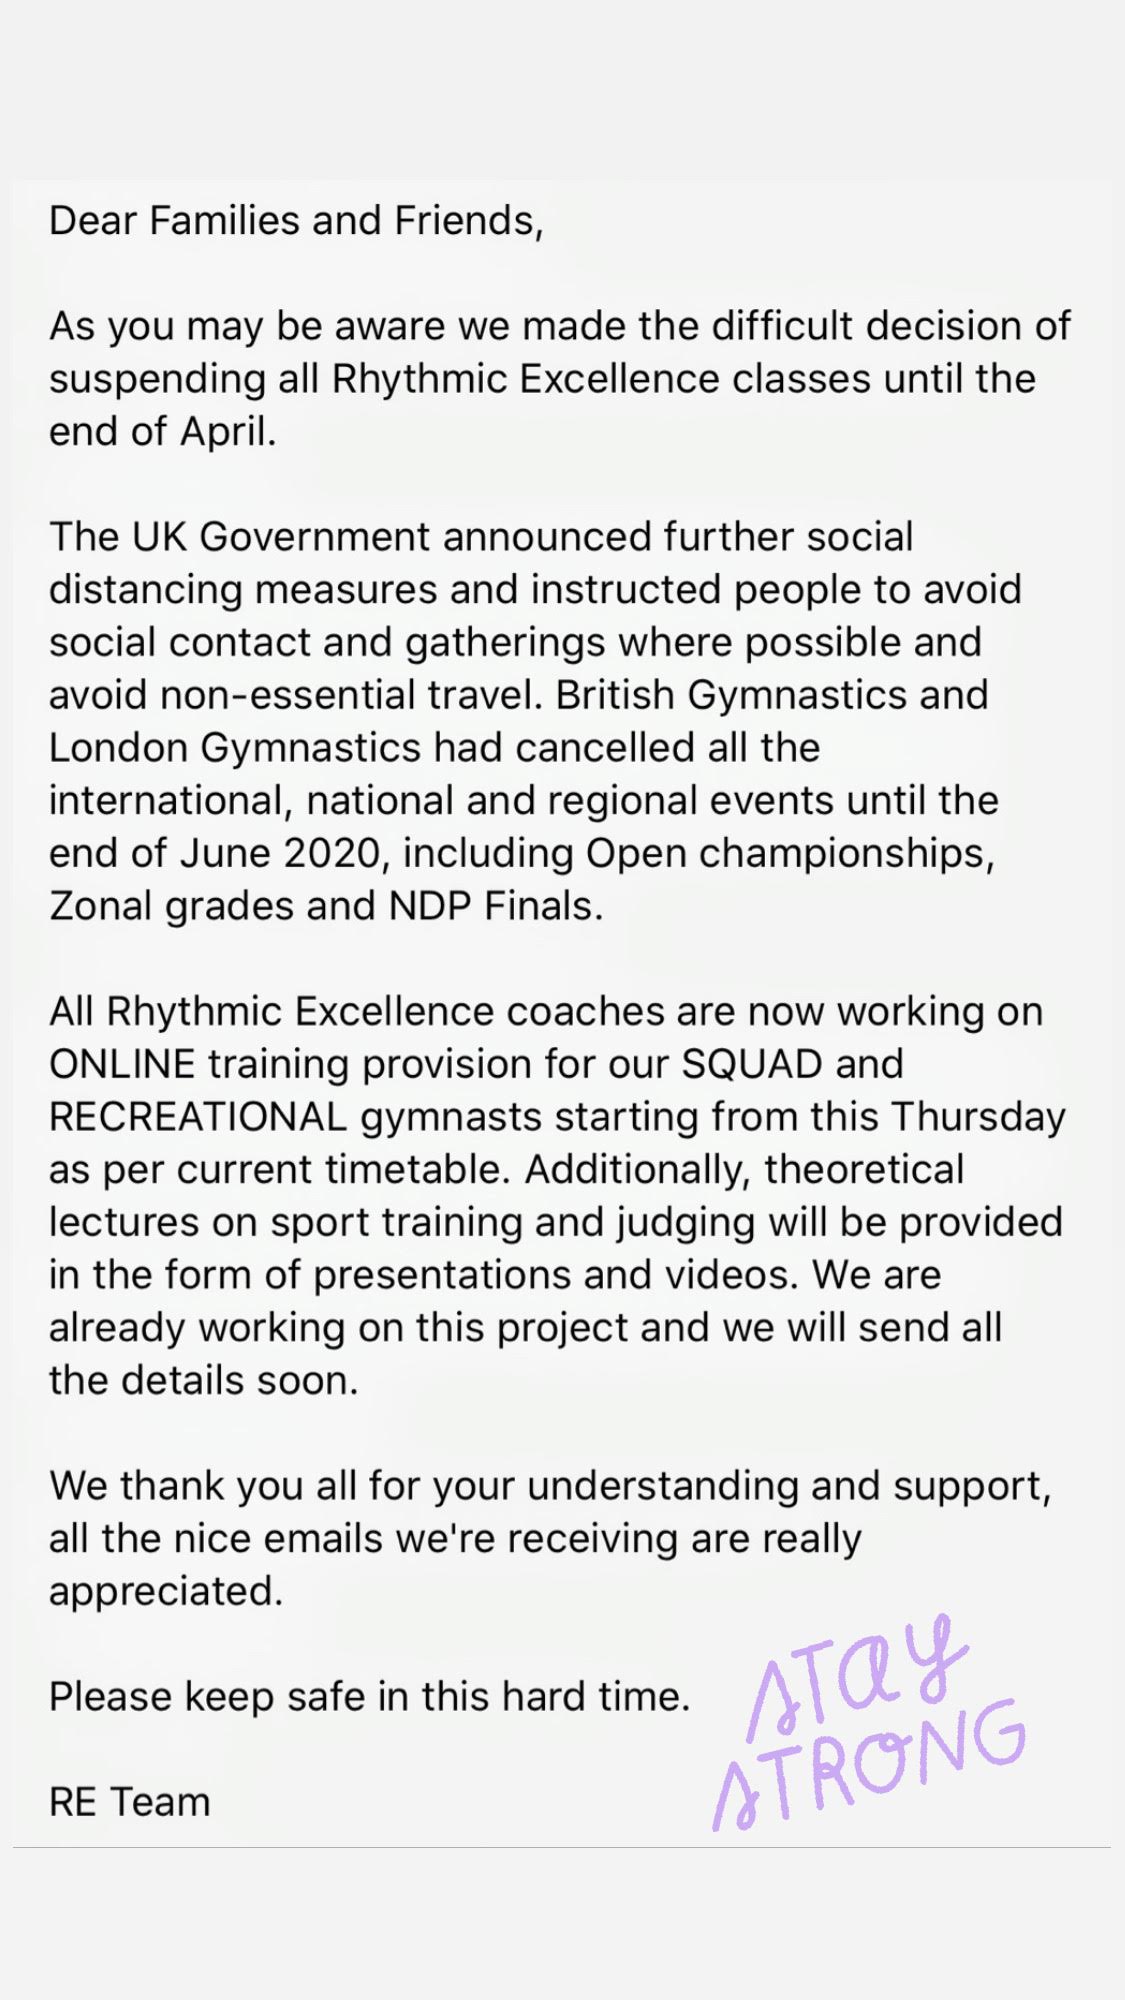 Dear Families and Friends,
As you may be aware we made the difficult decision of
suspending all Rhythmic Excellence classes until the
end of April.
The UK Government announced further social
distancing measures and instructed people to avoid
social contact and gatherings where possible and
avoid non-essential travel. British Gymnastics and
London Gymnastics had cancelled all the
international, national and regional events until the
end of June 2020, including Open championships,
Zonal grades and NDP Finals.
All Rhythmic Excellence coaches are now working on
ONLINE training provision for our SQUAD and
RECREATIONAL gymnasts starting from this Thursday
as per current timetable. Additionally, theoretical
lectures on sport training and judging will be provided
in the form of presentations and videos. We are
already working on this project and we will send all
the details soon.
We thank you all for your understanding and support,
all the nice emails we're receiving are really
appreciated.
Please keep safe in this hard time.
RE Team
STAY
STRONG